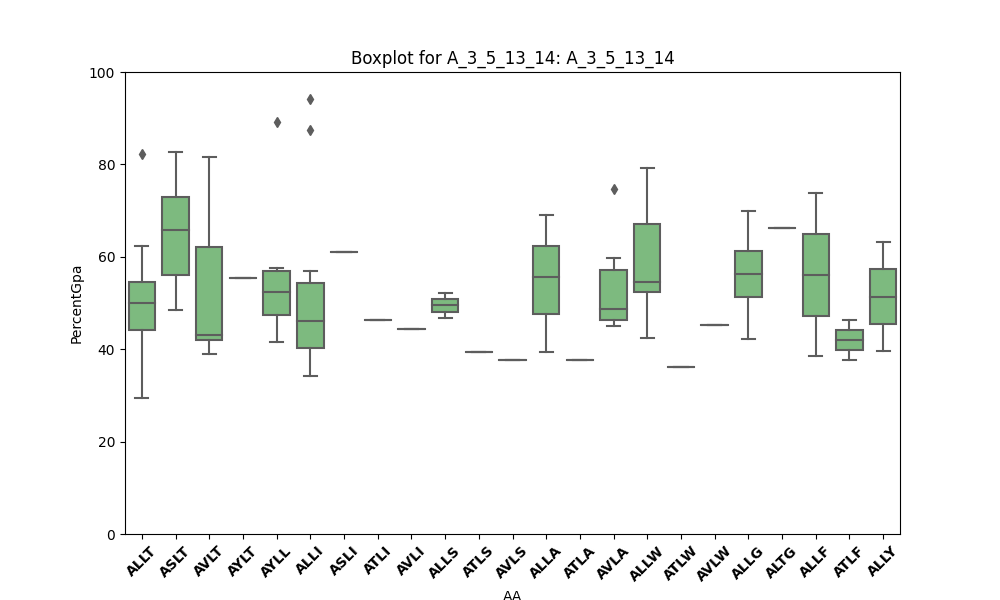 Boxplot for A_3_5_13_14: A_3_5_13_14
PercentGpa
100
80
60
40
20
0
ALLT ASLT AVLT AYLT AYLL ALLI ASLI ATLI AVLI ALLS ATLS AVLS ALLA ATLA AVLA ALLW ATLW AVLW ALLG ALTG ALLF ATLF ALLY
AA